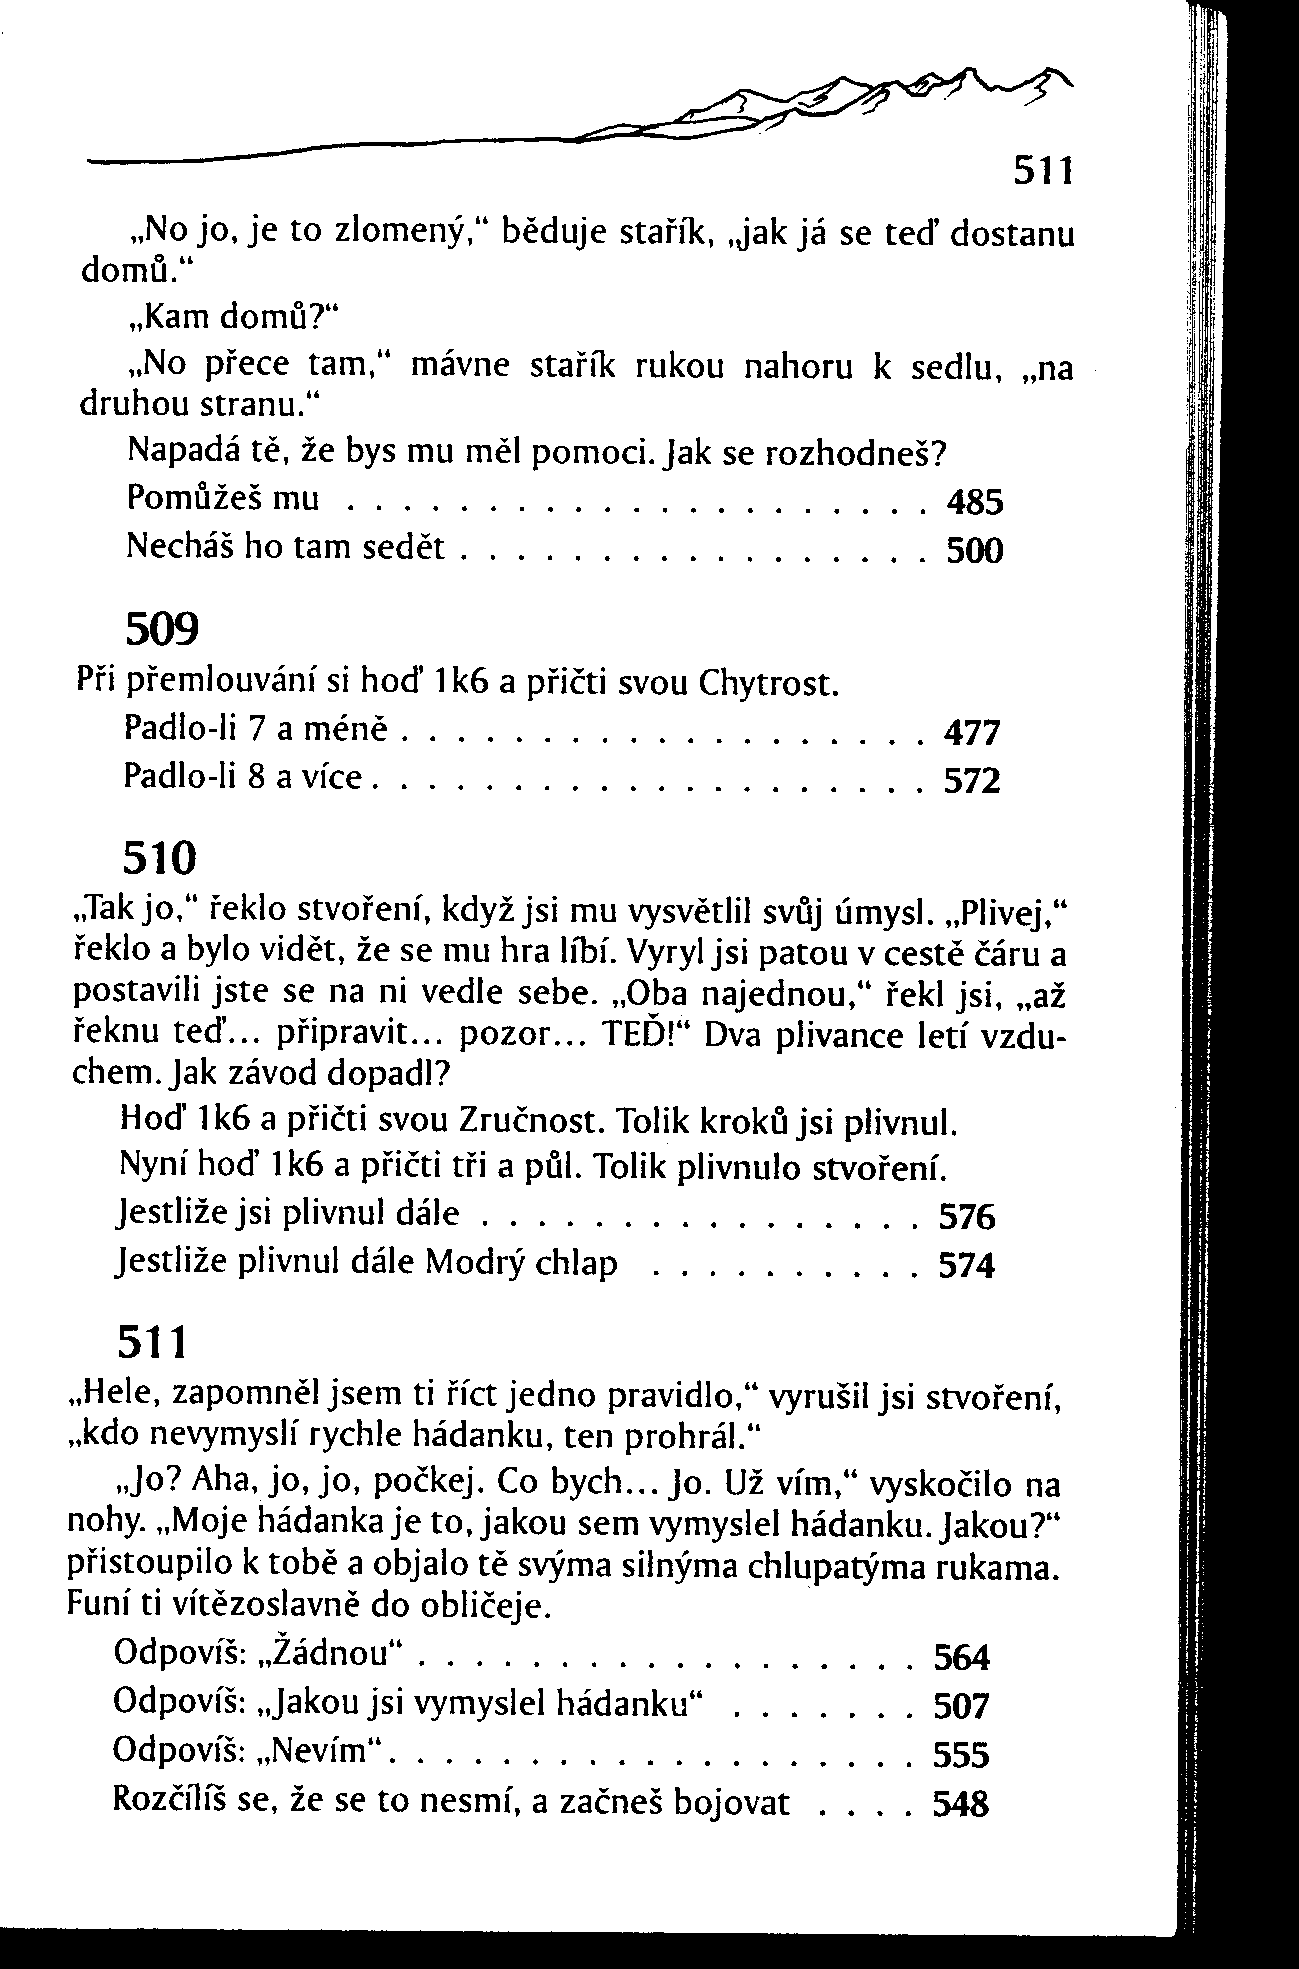 511
„No jo, je to zlomený,“ běduje stařík, „jak já se teď dostanu
domů.“
„Kam domů?“
„No přece tam,“ mávne stařík rukou nahoru k sedlu, „na
druhou stranu.“
Napadá tě, že bys mu měl pomoci. Jak se rozhodneš?
Pomůžeš mu . . . . . . . . . . . . . . . . . . . . . 485
Necháš ho tam sedět . . . . . . . . . . . . . . . . . 500
509
Při přemlouvání si hoď 1k6 a přičti svou Chytrost.
Padlo-li 7 a méně . . . . . . . . . . . . . . . . . . . 477
Padlo-li 8 a více . . . . . . . . . . . . . . . . . . . . 572
510
„Tak jo,“ řeklo stvoření, když jsi mu vysvětlil svůj úmysl. „Plivej,“
řeklo a bylo vidět, že se mu hra líbí. Vyryl jsi patou v cestě čáru a
postavili jste se na ni vedle sebe. „Oba najednou,“ řekl jsi, „až
řeknu teď... připravit... pozor... TEĎ!“ Dva plivance letí vzdu-
chem. Jak závod dopadl?
Hoď 1k6 a přičti svou Zručnost. Tolik kroků jsi plivnul.
Nyní hoď 1k6 a přičti tři a půl. Tolik plivnulo stvoření.
Jestliže jsi plivnul dále . . . . . . . . . . . . . . . . 576
Jestliže plivnul dále Modrý chlap . . . . . . . . . . 574
511
„Hele, zapomněl jsem ti říct jedno pravidlo,“ vyrušil jsi stvoření,
„kdo nevymyslí rychle hádanku, ten prohrál.“
„Jo? Aha, jo, jo, počkej. Co bych... Jo. Už vím,“ vyskočilo na
nohy. „Moje hádanka je to, jakou sem vymyslel hádanku. Jakou?“
přistoupilo k tobě a objalo tě svýma silnýma chlupatýma rukama.
Funí ti vítězoslavně do obličeje.
Odpovíš: „Žádnou“ . . . . . . . . . . . . . . . . . . 564
Odpovíš: „Jakou jsi vymyslel hádanku“ . . . . . . . 507
Odpovíš: „Nevím“ . . . . . . . . . . . . . . . . . . . 555
Rozčílíš se, že se to nesmí, a začneš bojovat . . . . 548